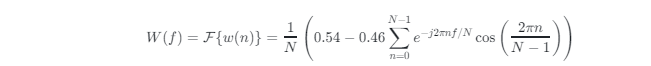 W(f) = \mathcal{F}\{w(n)\} = \frac{1}{N} \left( 0.54 - 0.46 \sum_{n=0}^{N-1} e^{-j2\pi nf/N} \cos \left( \frac{2\pi n}{N-1} \right) \right)